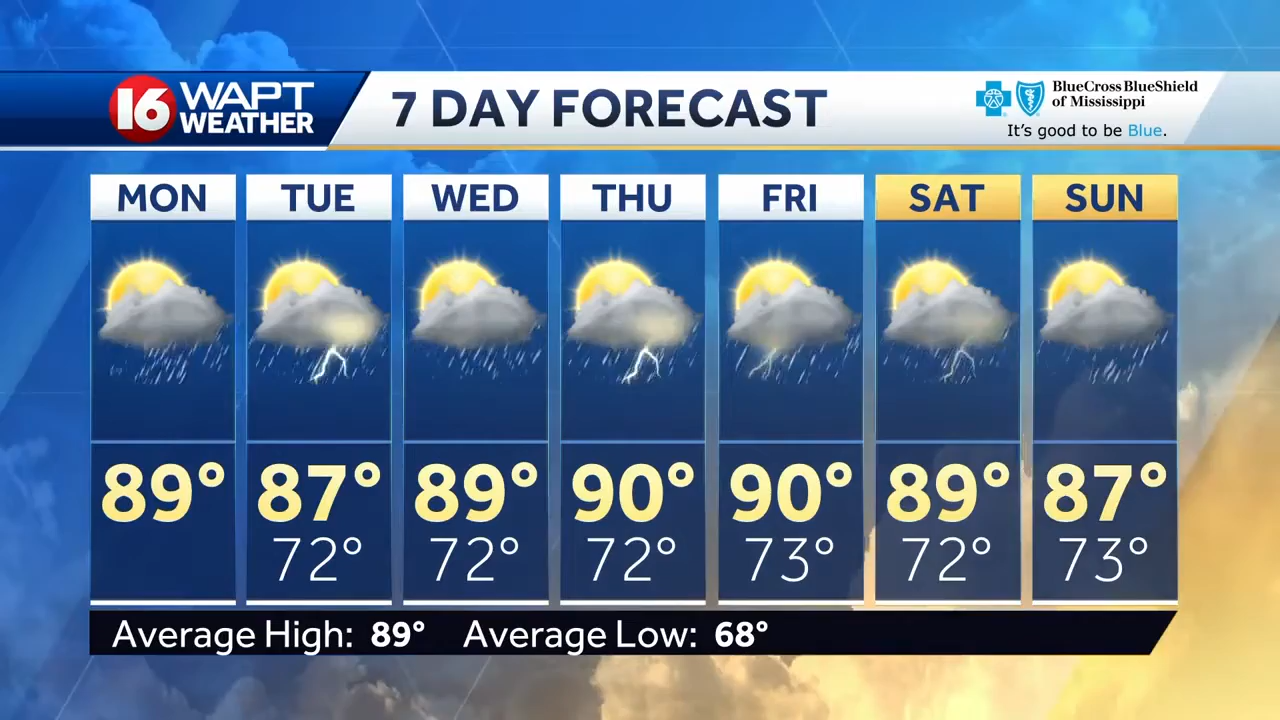 16 WAPT
WEATHER
7 DAY FORECAST
BlueCross BlueShield
of Mississippi
It's good to be Blue.
MON TUE WED THU FRI SAT SUN
89° 87° 89° 90° 90° 89° 87°
72° 72° 72° 73° 72° 73°
Average High: 89° Average Low: 68°